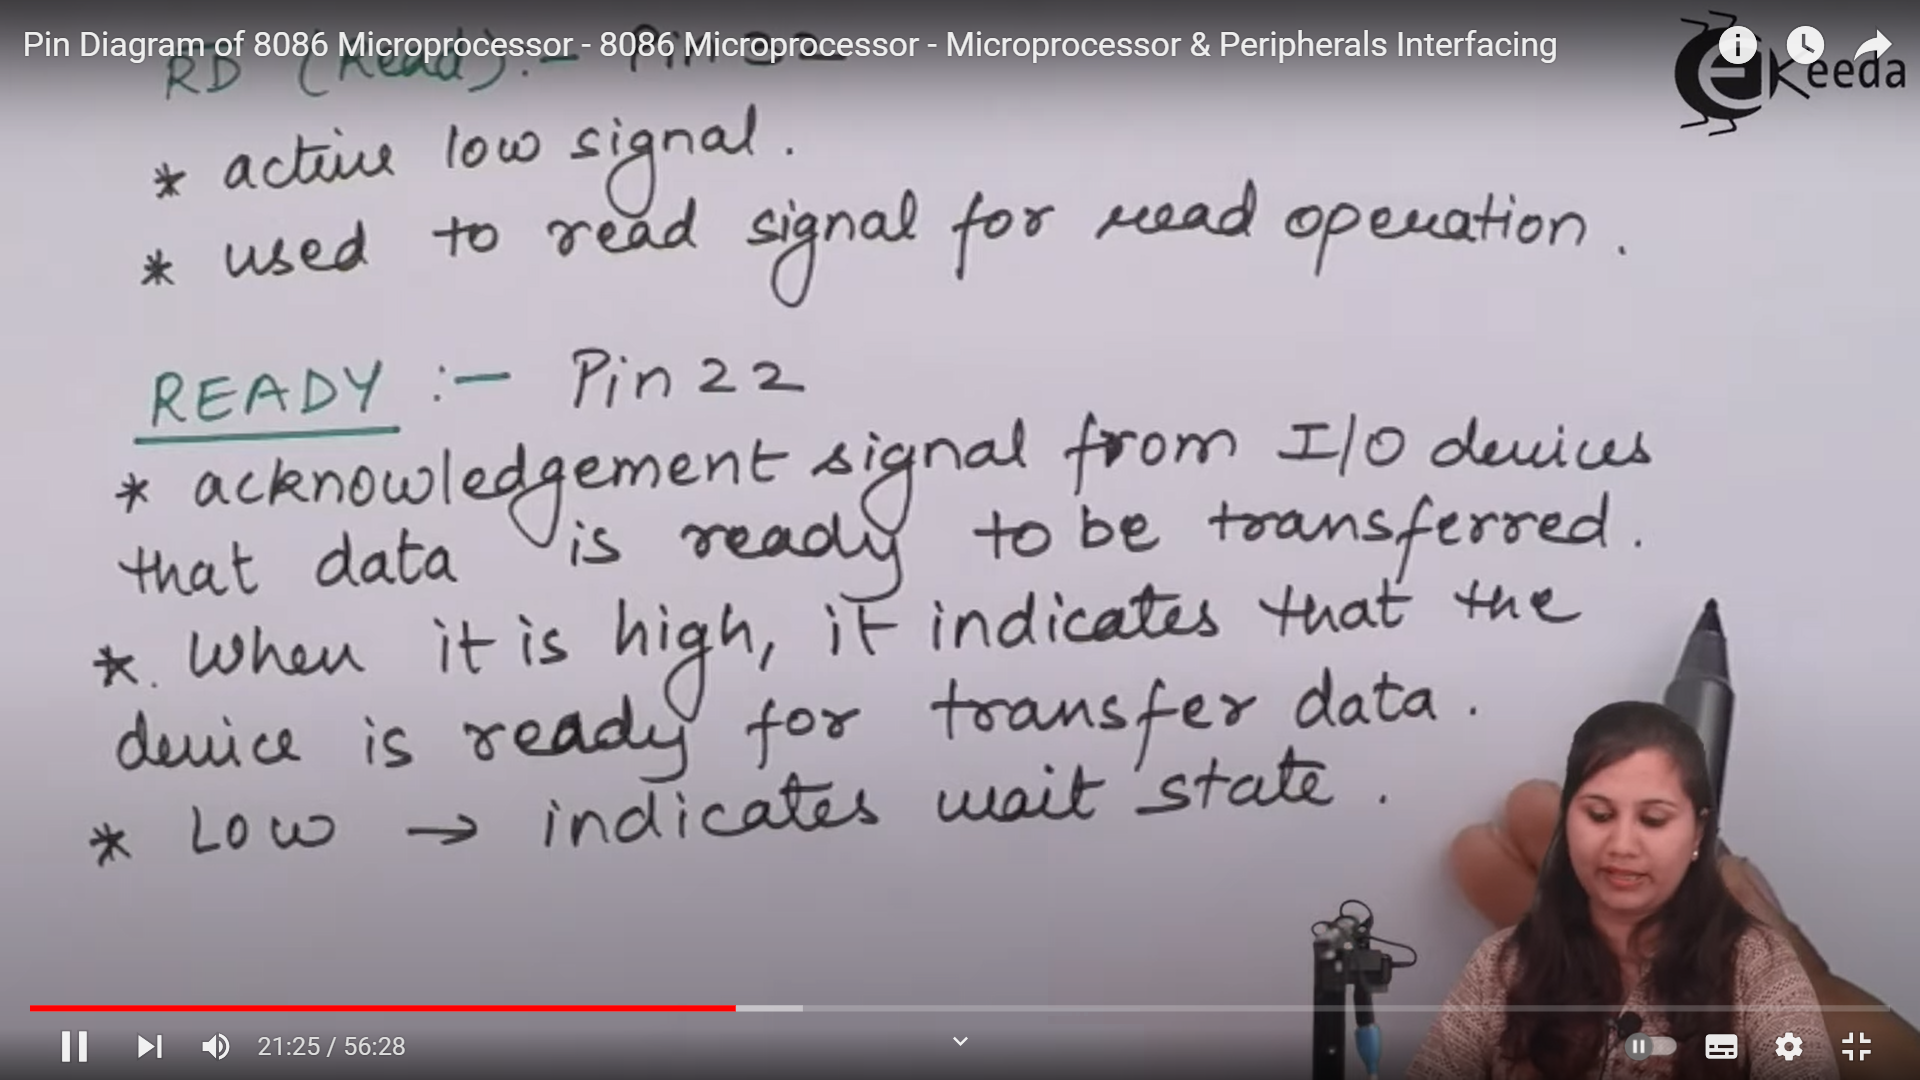 Pin Diagram of 8086 Microprocessor - 8086 Microprocessor - Microprocessor & Peripherals Interfacing
Keeda
RD (Read) :- Pin 32
* active low signal.
* used to read signal for read operation.
READY :- Pin 22
* acknowledgement signal from I/O devices
that data is ready to be transferred.
*. When it is high, it indicates that the
device is ready for transfer data.
* Low → indicates wait state.
21:25 / 56:28